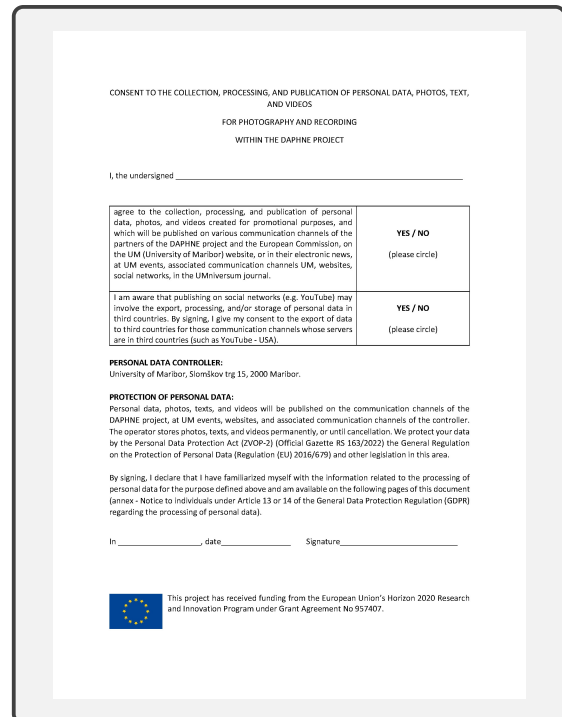 CONSENT TO THE COLLECTION, PROCESSING, AND PUBLICATION OF PERSONAL DATA, PHOTOS, TEXT,
AND VIDEOS
FOR PHOTOGRAPHY AND RECORDING
WITHIN THE DAPHNE PROJECT
I, the undersigned ____________________
agree to the collection, processing, and publication of personal
data, photos, and videos created for promotional purposes, and
which will be published on various communication channels of the
partners of the DAPHNE project and the European Commission, on
the UM (University of Maribor) website, or in their electronic news,
at UM events, associated communication channels UM, websites,
social networks, in the UMniversum journal.
YES / NO
(please circle)
I am aware that publishing on social networks (e.g. YouTube) may
involve the export, processing, and/or storage of personal data in
third countries. By signing, I give my consent to the export of data
to third countries for those communication channels whose servers
are in third countries (such as YouTube - USA).
YES / NO
(please circle)
PERSONAL DATA CONTROLLER:
University of Maribor, Slomškov trg 15, 2000 Maribor.
PROTECTION OF PERSONAL DATA:
Personal data, photos, texts, and videos will be published on the communication channels of the
DAPHNE project, at UM events, websites, and associated communication channels of the controller.
The operator stores photos, texts, and videos permanently, or until cancellation. We protect your data
by the Personal Data Protection Act (ZVOP-2) (Official Gazette RS 163/2022) the General Regulation
on the Protection of Personal Data (Regulation (EU) 2016/679) and other legislation in this area.
By signing, I declare that I have familiarized myself with the information related to the processing of
personal data for the purpose defined above and am available on the following pages of this document
(annex - Notice to individuals under Article 13 or 14 of the General Data Protection Regulation (GDPR)
regarding the processing of personal data).
In ____________________, date________________ Signature____________________________
This project has received funding from the European Union's Horizon 2020 Research
and Innovation Program under Grant Agreement No 957407.